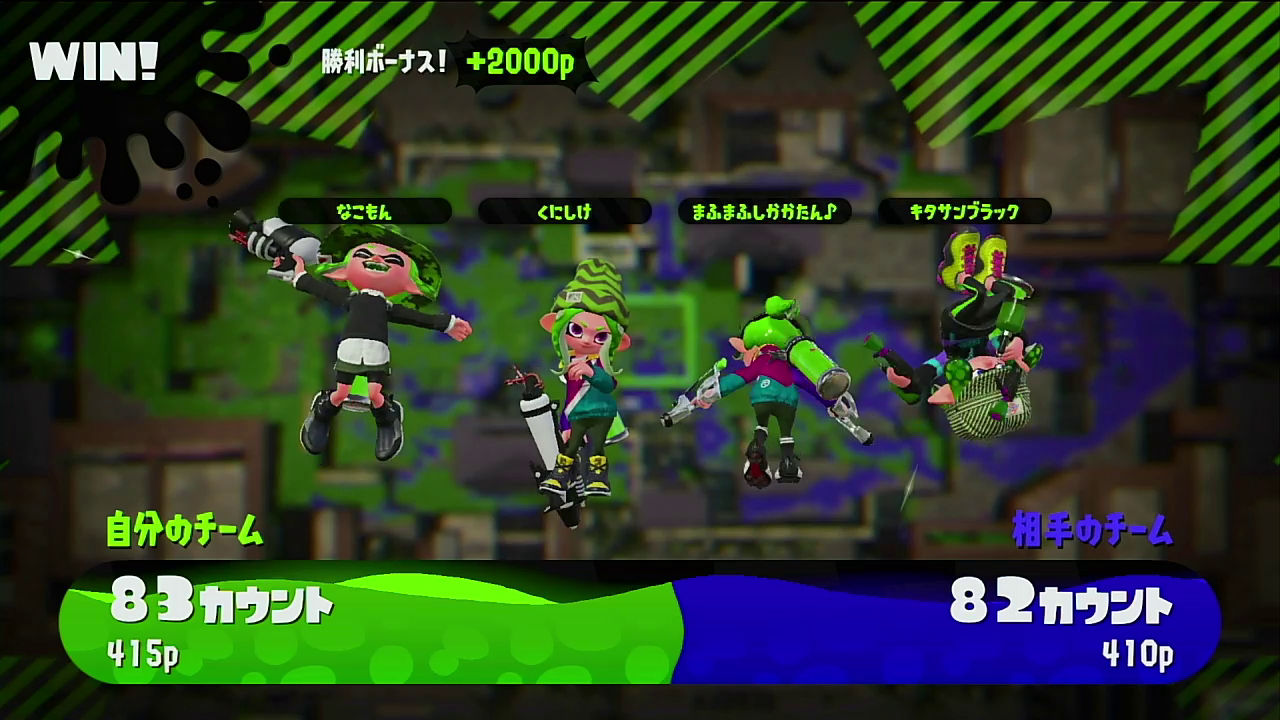 WIN!
勝利ボーナス! +2000p
なこもん くにしけ まふまふしかかたん♪ キタサンブラック
自分のチーム
相手のチーム
83カウント
415p
82カウント
410p